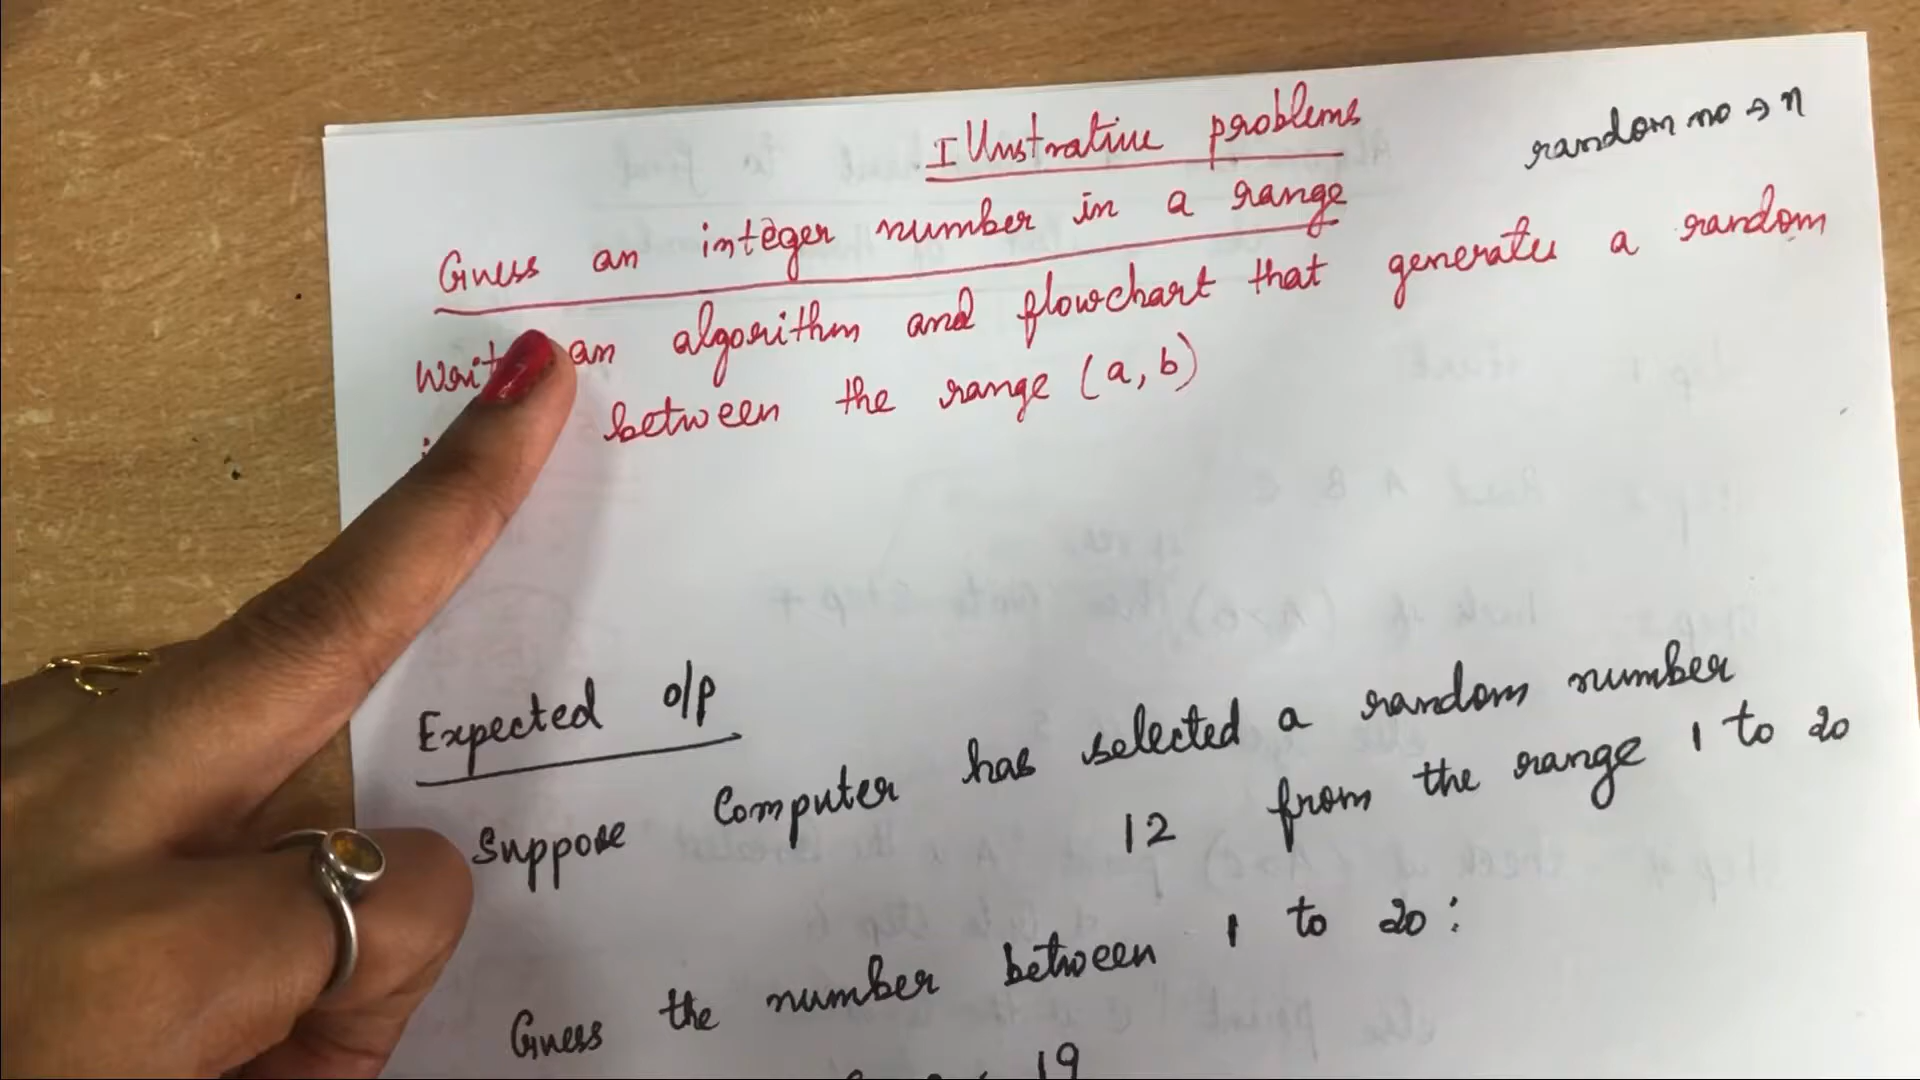 Illustrative problems
random no → n
Guess an integer number in a range
Write an algorithm and flowchart that generates a random
between the range (a, b)
Expected o/p
Suppose Computer has selected a random number
12 from the range 1 to 20
Guess the number between 1 to 20:
19